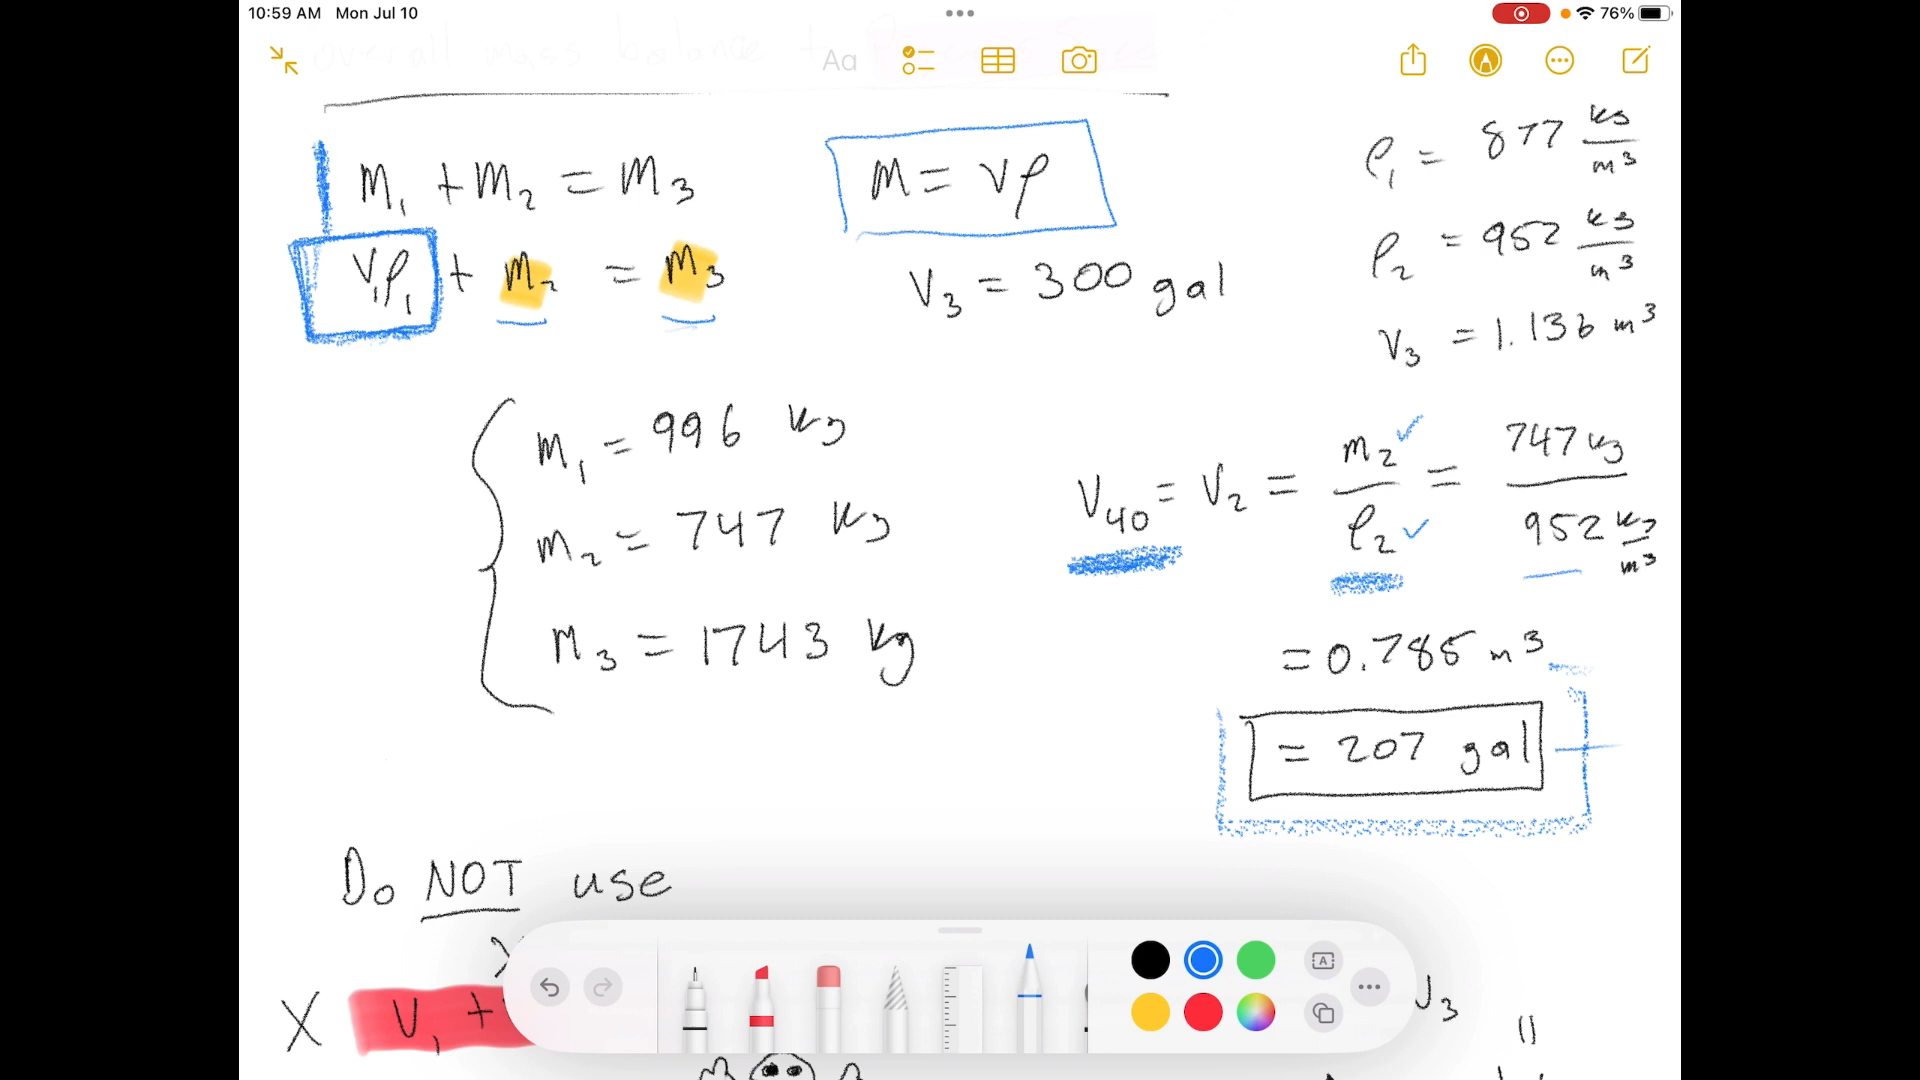 10:59 AM Mon Jul 10
76%
overall mass balance
Aa
M₁ + M₂ = M₃
M = Vρ
ρ₁ = 877 kg/m³
V₁ρ₁ + M₂ = M₃
V₃ = 300 gal
ρ₂ = 952 kg/m³
V₃ = 1.136 m³
M₁ = 996 kg
M₂ = 747 kg
M₃ = 1743 kg
V₄₀ = V₂ = m₂/ρ₂ = 747 kg / 952 kg/m³
= 0.785 m³
= 207 gal
Do NOT use
X V₁ +